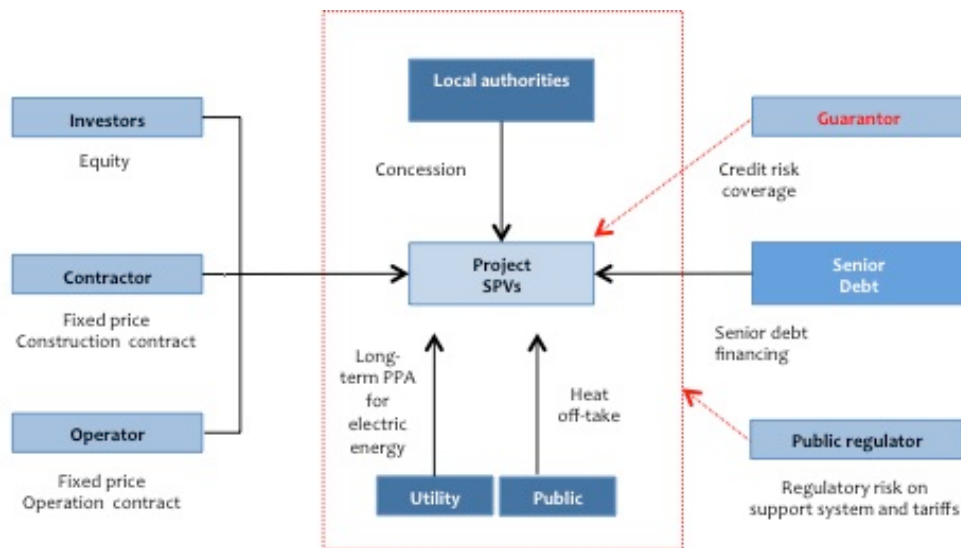 Local authorities
Investors
Equity
Concession
Guarantor
Credit risk
coverage
Contractor
Fixed price
Construction contract
Project
SPVs
Senior
Debt
Senior debt
financing
Long-
term PPA
for
electric
energy
Heat
off-take
Operator
Fixed price
Operation contract
Utility
Public
Public regulator
Regulatory risk on
support system and tariffs